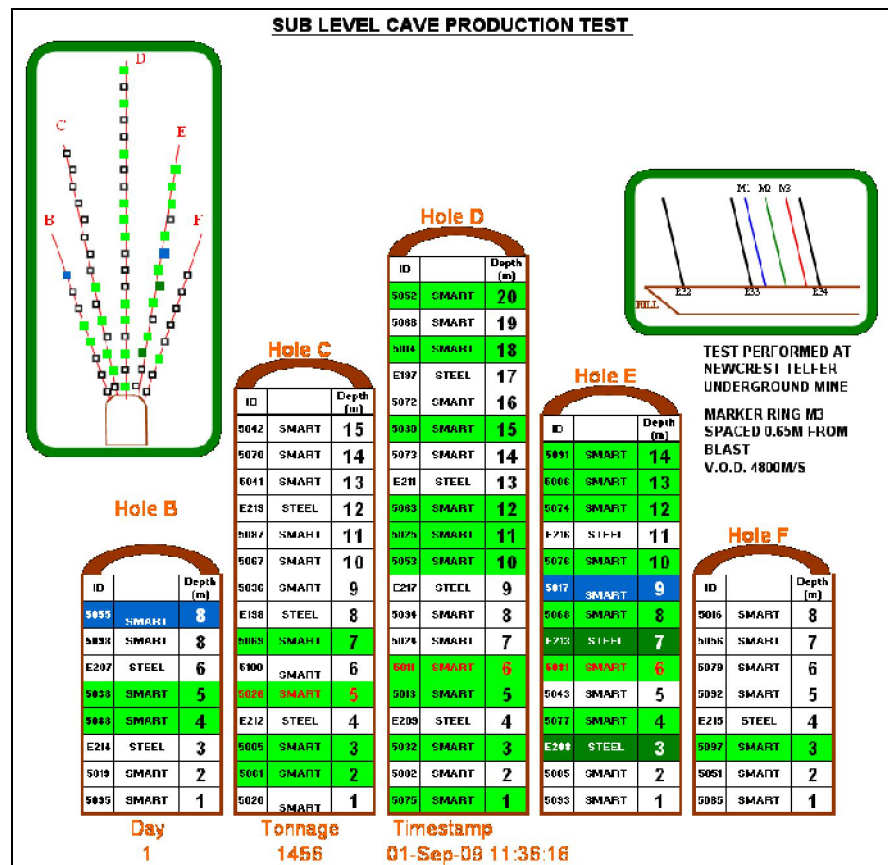 SUB LEVEL CAVE PRODUCTION TEST
D
C
E
B
F
M1 M2 M3
E22 E33 E34
FILL
TEST PERFORMED AT
NEWCREST TELFER
UNDERGROUND MINE
MARKER RING M3
SPACED 0.65M FROM
BLAST
V.O.D. 4800M/S
Hole B
ID Depth (m)
5055 SMART 8
SMART 8
E207 STEEL 6
SMART 5
SMART 4
E214 STEEL 3
5019 SMART 2
5095 SMART 1
Hole C
ID Depth (m)
5042 SMART 15
5070 SMART 14
5041 SMART 13
E219 STEEL 12
5087 SMART 11
5067 SMART 10
5036 SMART 9
E198 STEEL 8
5069 SMART 7
5100 SMART 6
5026 SMART 5
E212 STEEL 4
5005 SMART 3
5061 SMART 2
5020 SMART 1
Hole D
ID Depth (m)
5052 SMART 20
5068 SMART 19
SMART 18
E197 STEEL 17
5072 SMART 16
5030 SMART 15
5073 SMART 14
E211 STEEL 13
5063 SMART 12
5025 SMART 11
5053 SMART 10
E217 STEEL 9
5094 SMART 8
5024 SMART 7
5011 SMART 6
5013 SMART 5
E209 STEEL 4
5032 SMART 3
5002 SMART 2
5075 SMART 1
Hole E
ID Depth (m)
5091 SMART 14
5006 SMART 13
5074 SMART 12
E216 STEEL 11
5076 SMART 10
5017 SMART 9
5068 SMART 8
E213 STEEL 7
SMART 6
5043 SMART 5
5077 SMART 4
E208 STEEL 3
5005 SMART 2
5093 SMART 1
Hole F
ID Depth (m)
5016 SMART 8
5056 SMART 7
5079 SMART 6
5092 SMART 5
E215 STEEL 4
5097 SMART 3
5051 SMART 2
5085 SMART 1
Day Tonnage Timestamp
1 1456 01-Sep-09 11:36:16